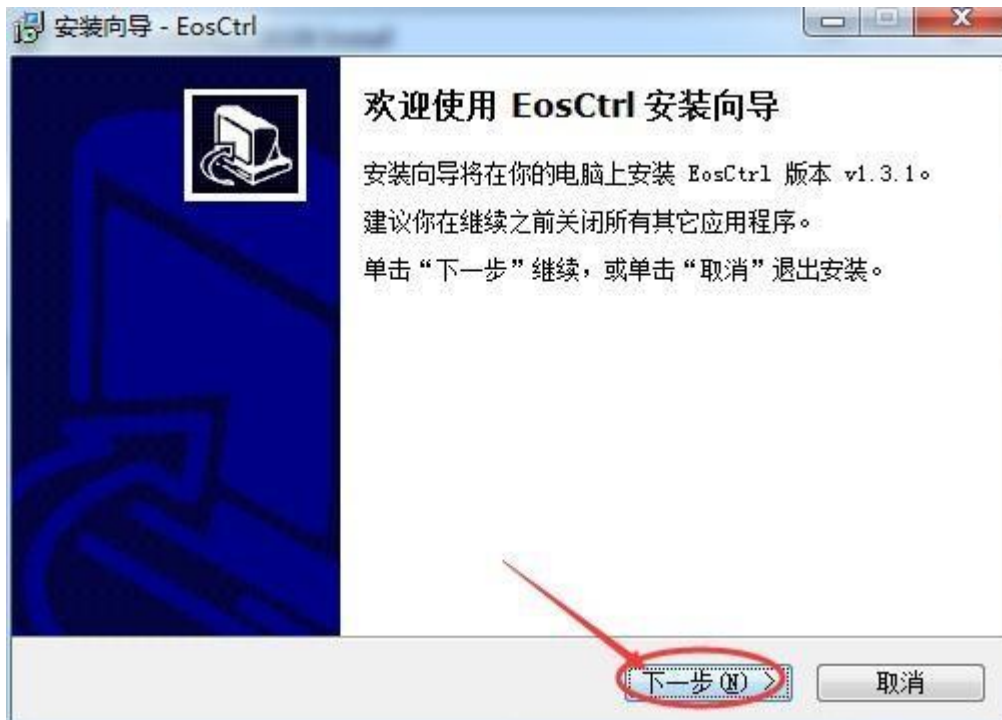 安装向导 - EosCtrl
欢迎使用 EosCtrl 安装向导
安装向导将在你的电脑上安装 EosCtrl 版本 v1.3.1。
建议你在继续之前关闭所有其它应用程序。
单击“下一步”继续，或单击“取消”退出安装。
下一步(N) >
取消